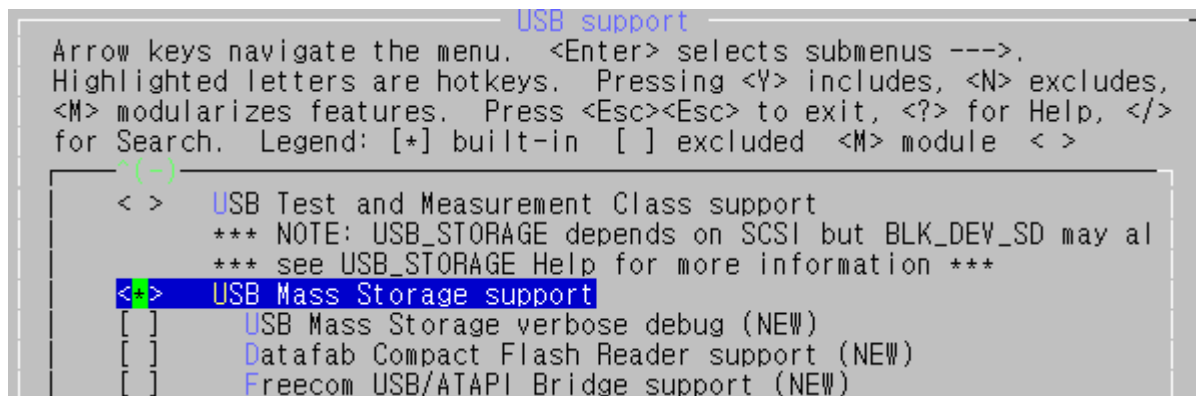 USB support
Arrow keys navigate the menu.  <Enter> selects submenus --->.
Highlighted letters are hotkeys.  Pressing <Y> includes, <N> excludes,
<M> modularizes features.  Press <Esc><Esc> to exit, <?> for Help, </>
for Search.  Legend: [*] built-in  [ ] excluded  <M> module  < >
^(-)
< >   USB Test and Measurement Class support
*** NOTE: USB_STORAGE depends on SCSI but BLK_DEV_SD may al
*** see USB_STORAGE Help for more information ***
<*>   USB Mass Storage support
[ ]     USB Mass Storage verbose debug (NEW)
[ ]     Datafab Compact Flash Reader support (NEW)
[ ]     Freecom USB/ATAPI Bridge support (NEW)